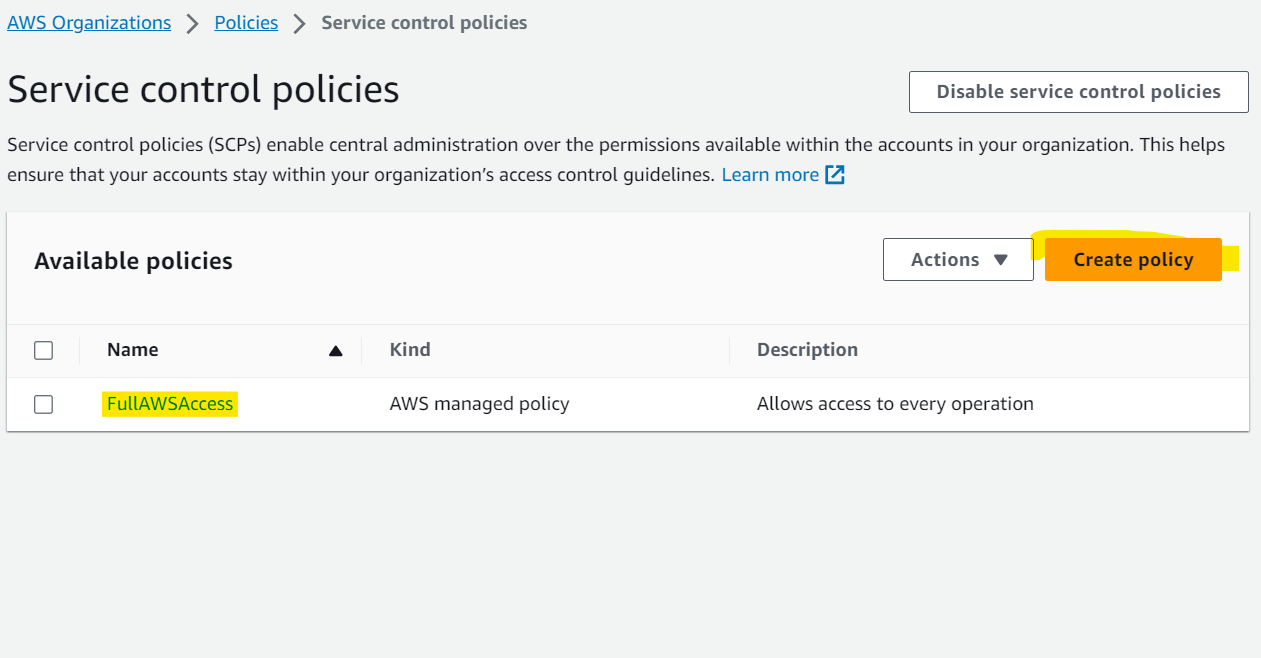 AWS Organizations > Policies > Service control policies
Service control policies
Disable service control policies
Service control policies (SCPs) enable central administration over the permissions available within the accounts in your organization. This helps
ensure that your accounts stay within your organization’s access control guidelines. Learn more
Available policies
Actions
Create policy
Name Kind Description
FullAWSAccess AWS managed policy Allows access to every operation